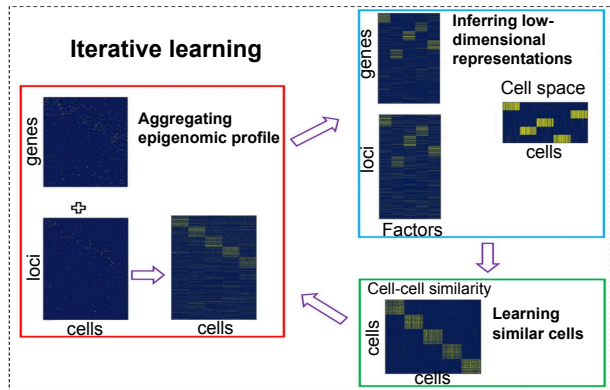 Iterative learning
genes
Aggregating
epigenomic profile
loci
cells
cells
Inferring low-
dimensional
representations
genes
Cell space
cells
loci
Factors
Cell-cell similarity
cells
Learning
similar cells
cells